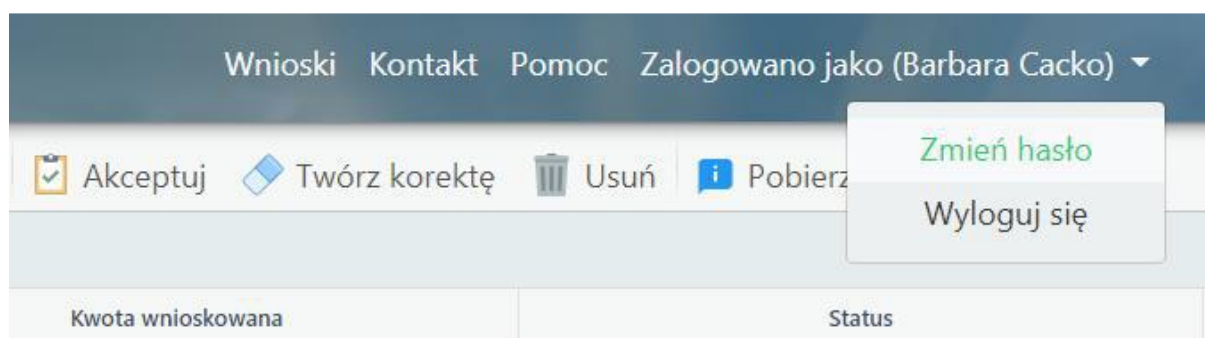 Wnioski Kontakt Pomoc Zalogowano jako (Barbara Cacko)
Zmień hasło
Wyloguj się
Akceptuj Twórz korektę Usuń Pobierz
Kwota wnioskowana Status